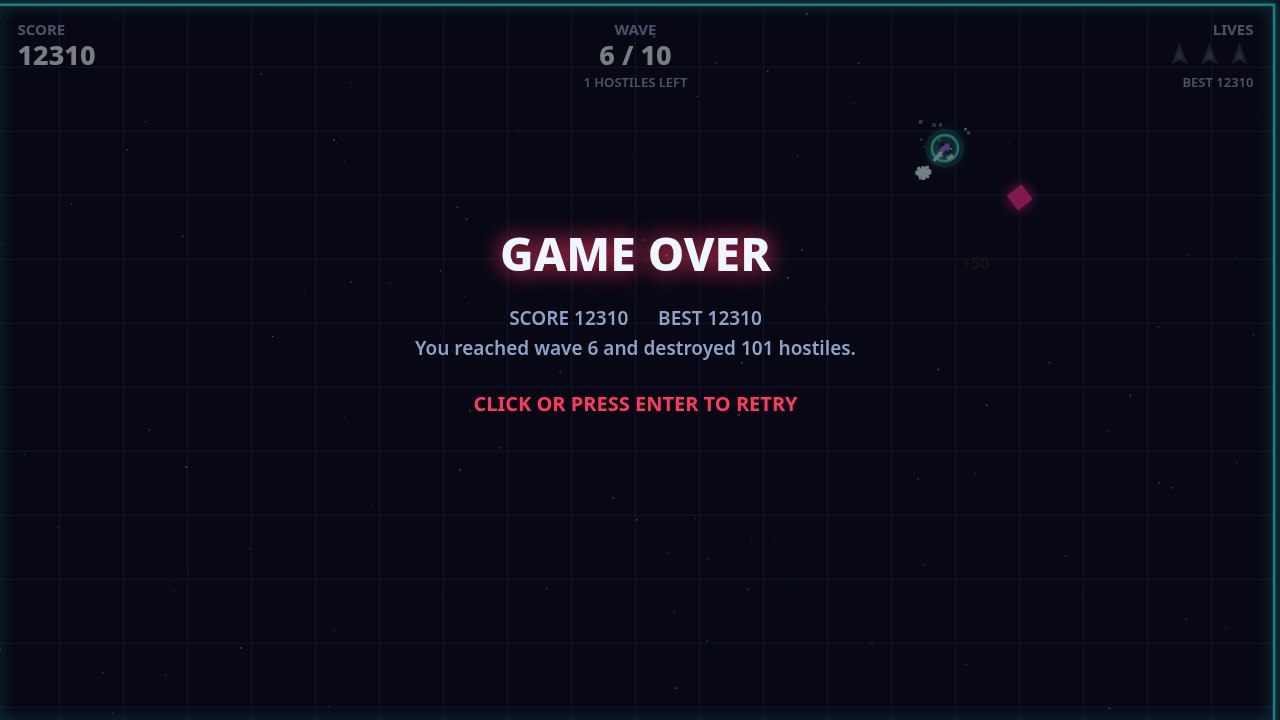 SCORE
12310
WAVE
6 / 10
1 HOSTILES LEFT
LIVES
BEST 12310
+50
GAME OVER
SCORE 12310 BEST 12310
You reached wave 6 and destroyed 101 hostiles.
CLICK OR PRESS ENTER TO RETRY